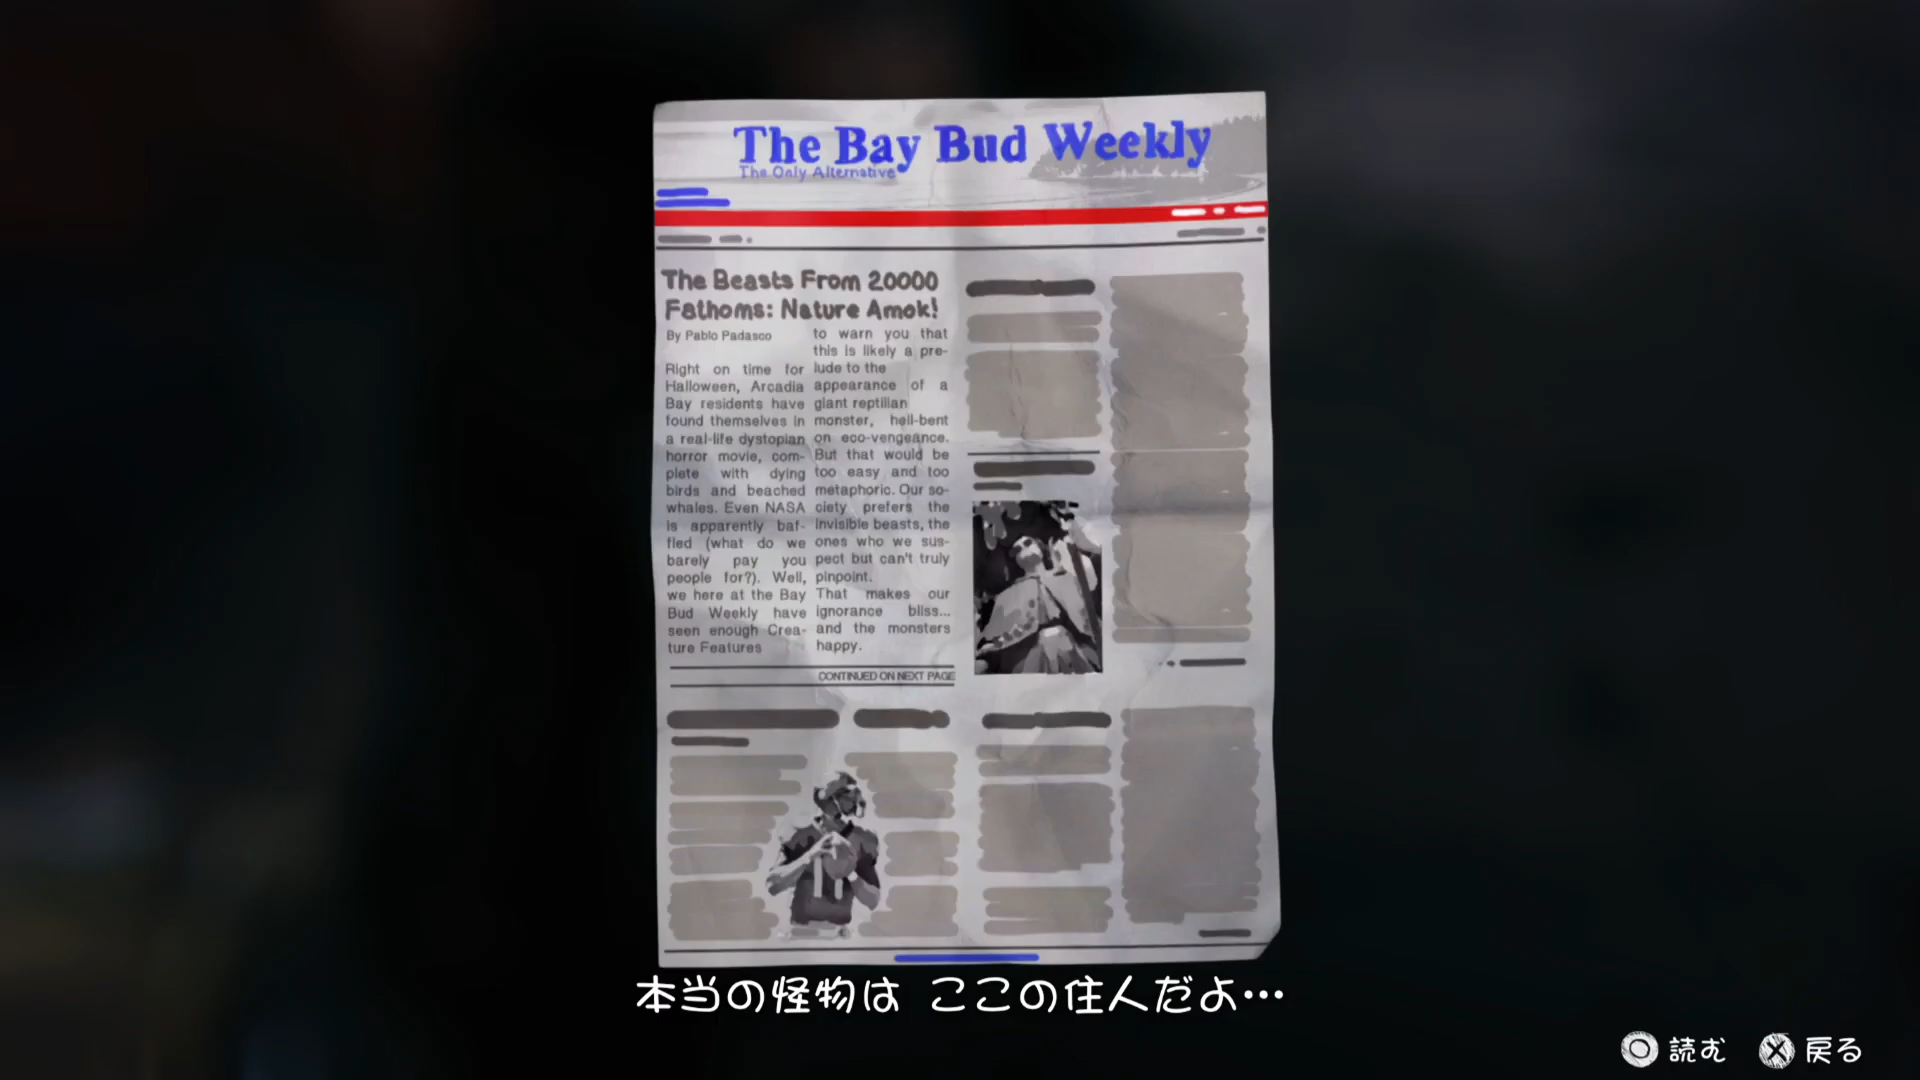 The Bay Bud Weekly
The Only Alternative
The Beasts From 20000
Fathoms: Nature Amok!
By Pablo Padasco
Right on time for
Halloween, Arcadia
Bay residents have
found themselves in
a real-life dystopian
horror movie, com-
plete with dying
birds and beached
whales. Even NASA
is apparently baf-
fled (what do we
barely pay you
people for?). Well,
we here at the Bay
Bud Weekly have
seen enough Crea-
ture Features
to warn you that
this is likely a pre-
lude to the
appearance of a
giant reptilian
monster, hell-bent
on eco-vengeance.
But that would be
too easy and too
metaphoric. Our so-
ciety prefers the
invisible beasts, the
ones who we sus-
pect but can't truly
pinpoint.
That makes our
ignorance bliss...
and the monsters
happy.
CONTINUED ON NEXT PAGE
本当の怪物は ここの住人だよ…
読む 戻る